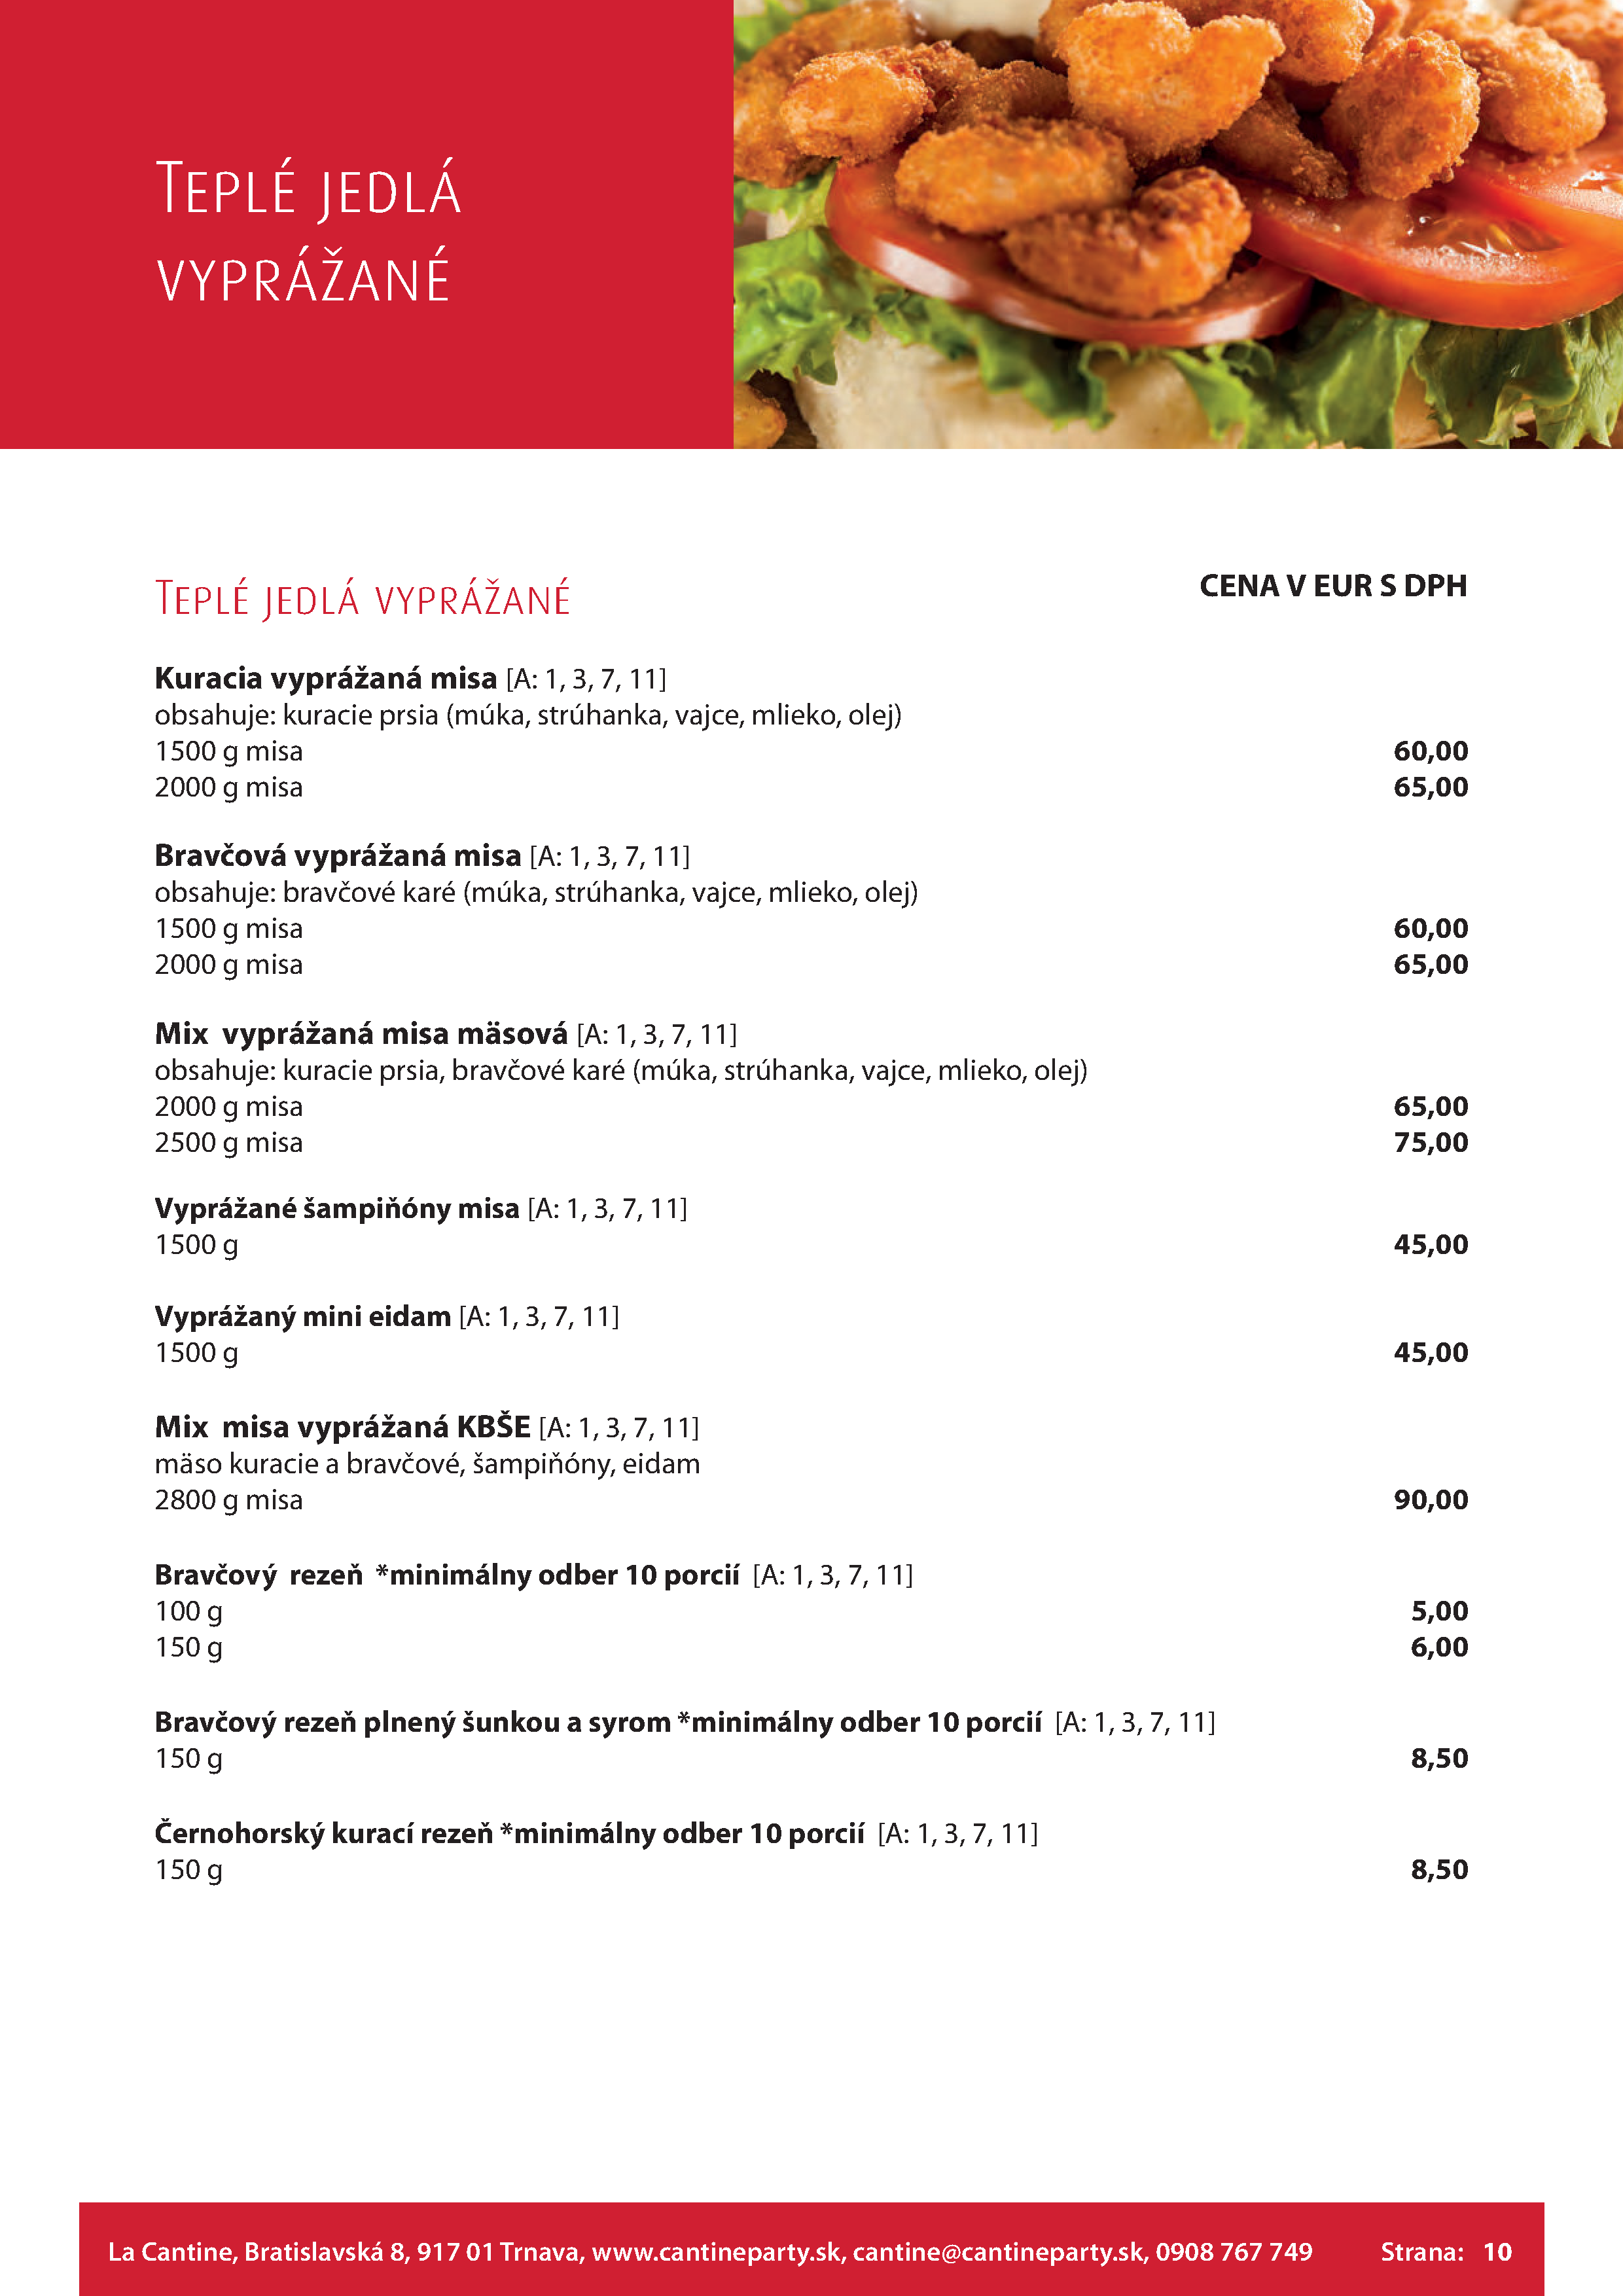 Teplé jedlá
vyprážané
Teplé jedlá vyprážané
CENA V EUR S DPH
Kuracia vyprážaná misa [A: 1, 3, 7, 11]
obsahuje: kuracie prsia (múka, strúhanka, vajce, mlieko, olej)
1500 g misa 60,00
2000 g misa 65,00
Bravčová vyprážaná misa [A: 1, 3, 7, 11]
obsahuje: bravčové karé (múka, strúhanka, vajce, mlieko, olej)
1500 g misa 60,00
2000 g misa 65,00
Mix vyprážaná misa mäsová [A: 1, 3, 7, 11]
obsahuje: kuracie prsia, bravčové karé (múka, strúhanka, vajce, mlieko, olej)
2000 g misa 65,00
2500 g misa 75,00
Vyprážané šampiňóny misa [A: 1, 3, 7, 11]
1500 g 45,00
Vyprážaný mini eidam [A: 1, 3, 7, 11]
1500 g 45,00
Mix misa vyprážaná KBŠE [A: 1, 3, 7, 11]
mäso kuracie a bravčové, šampiňóny, eidam
2800 g misa 90,00
Bravčový rezeň *minimálny odber 10 porcií [A: 1, 3, 7, 11]
100 g 5,00
150 g 6,00
Bravčový rezeň plnený šunkou a syrom *minimálny odber 10 porcií [A: 1, 3, 7, 11]
150 g 8,50
Černohorský kurací rezeň *minimálny odber 10 porcií [A: 1, 3, 7, 11]
150 g 8,50
La Cantine, Bratislavská 8, 917 01 Trnava, www.cantineparty.sk, cantine@cantineparty.sk, 0908 767 749 Strana: 10